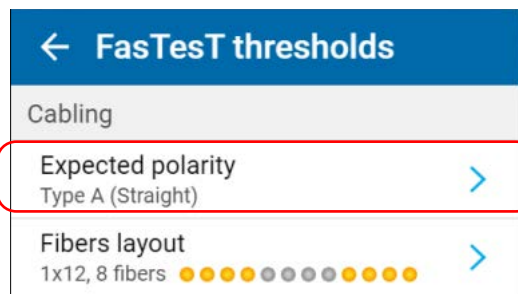 ← FasTesT thresholds
Cabling
Expected polarity
Type A (Straight)
Fibers layout
1x12, 8 fibers